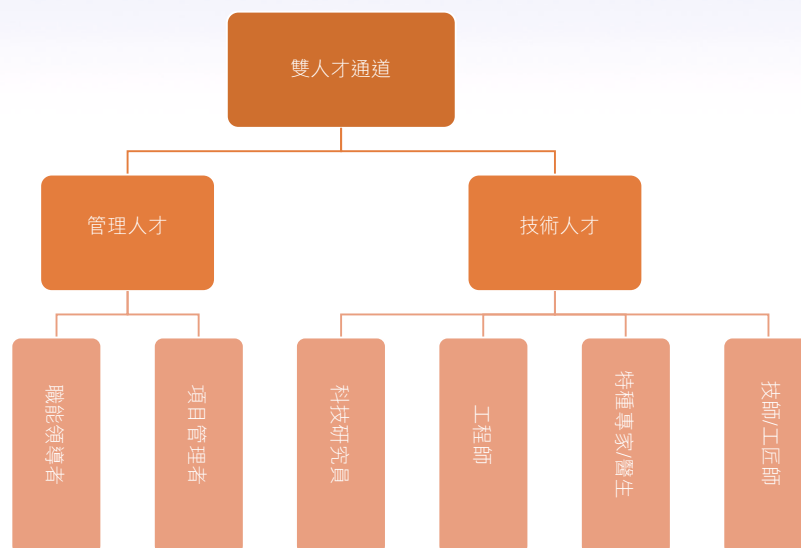 雙人才通道
管理人才
技術人才
職能領導者
項目管理者
科技研究員
工程師
特種專家/醫生
技師/工匠師